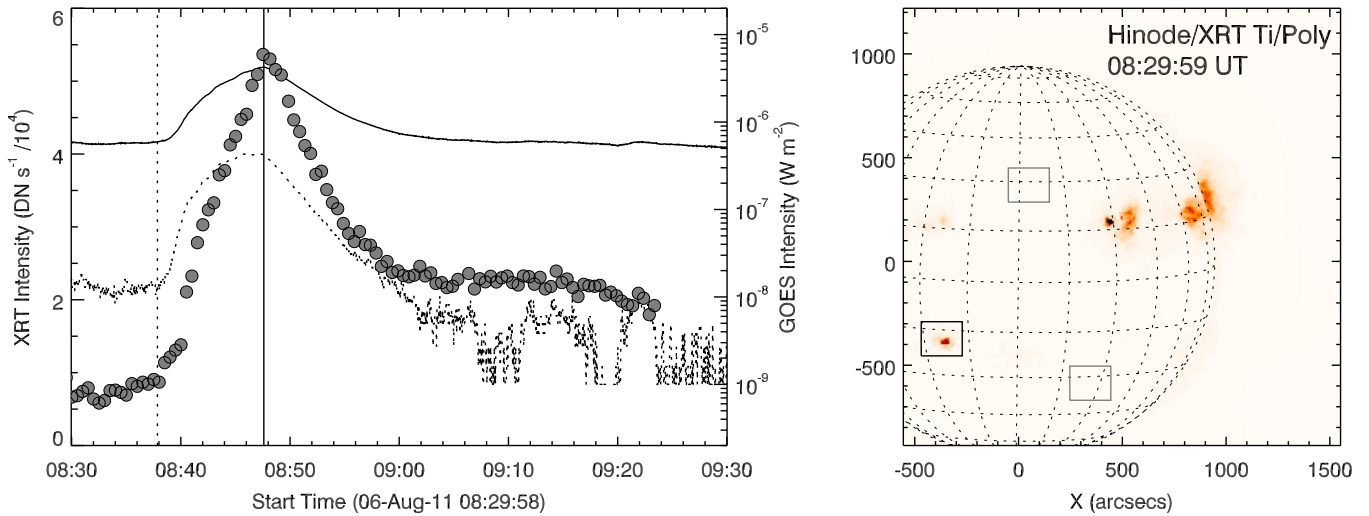 6
4
2
0
XRT Intensity (DN s⁻¹ /10⁴)
10⁻⁵
10⁻⁶
10⁻⁷
10⁻⁸
10⁻⁹
GOES Intensity (W m⁻²)
08:30 08:40 08:50 09:00 09:10 09:20 09:30
Start Time (06-Aug-11 08:29:58)
Hinode/XRT Ti/Poly
08:29:59 UT
1000
500
0
-500
-500 0 500 1000 1500
X (arcsecs)